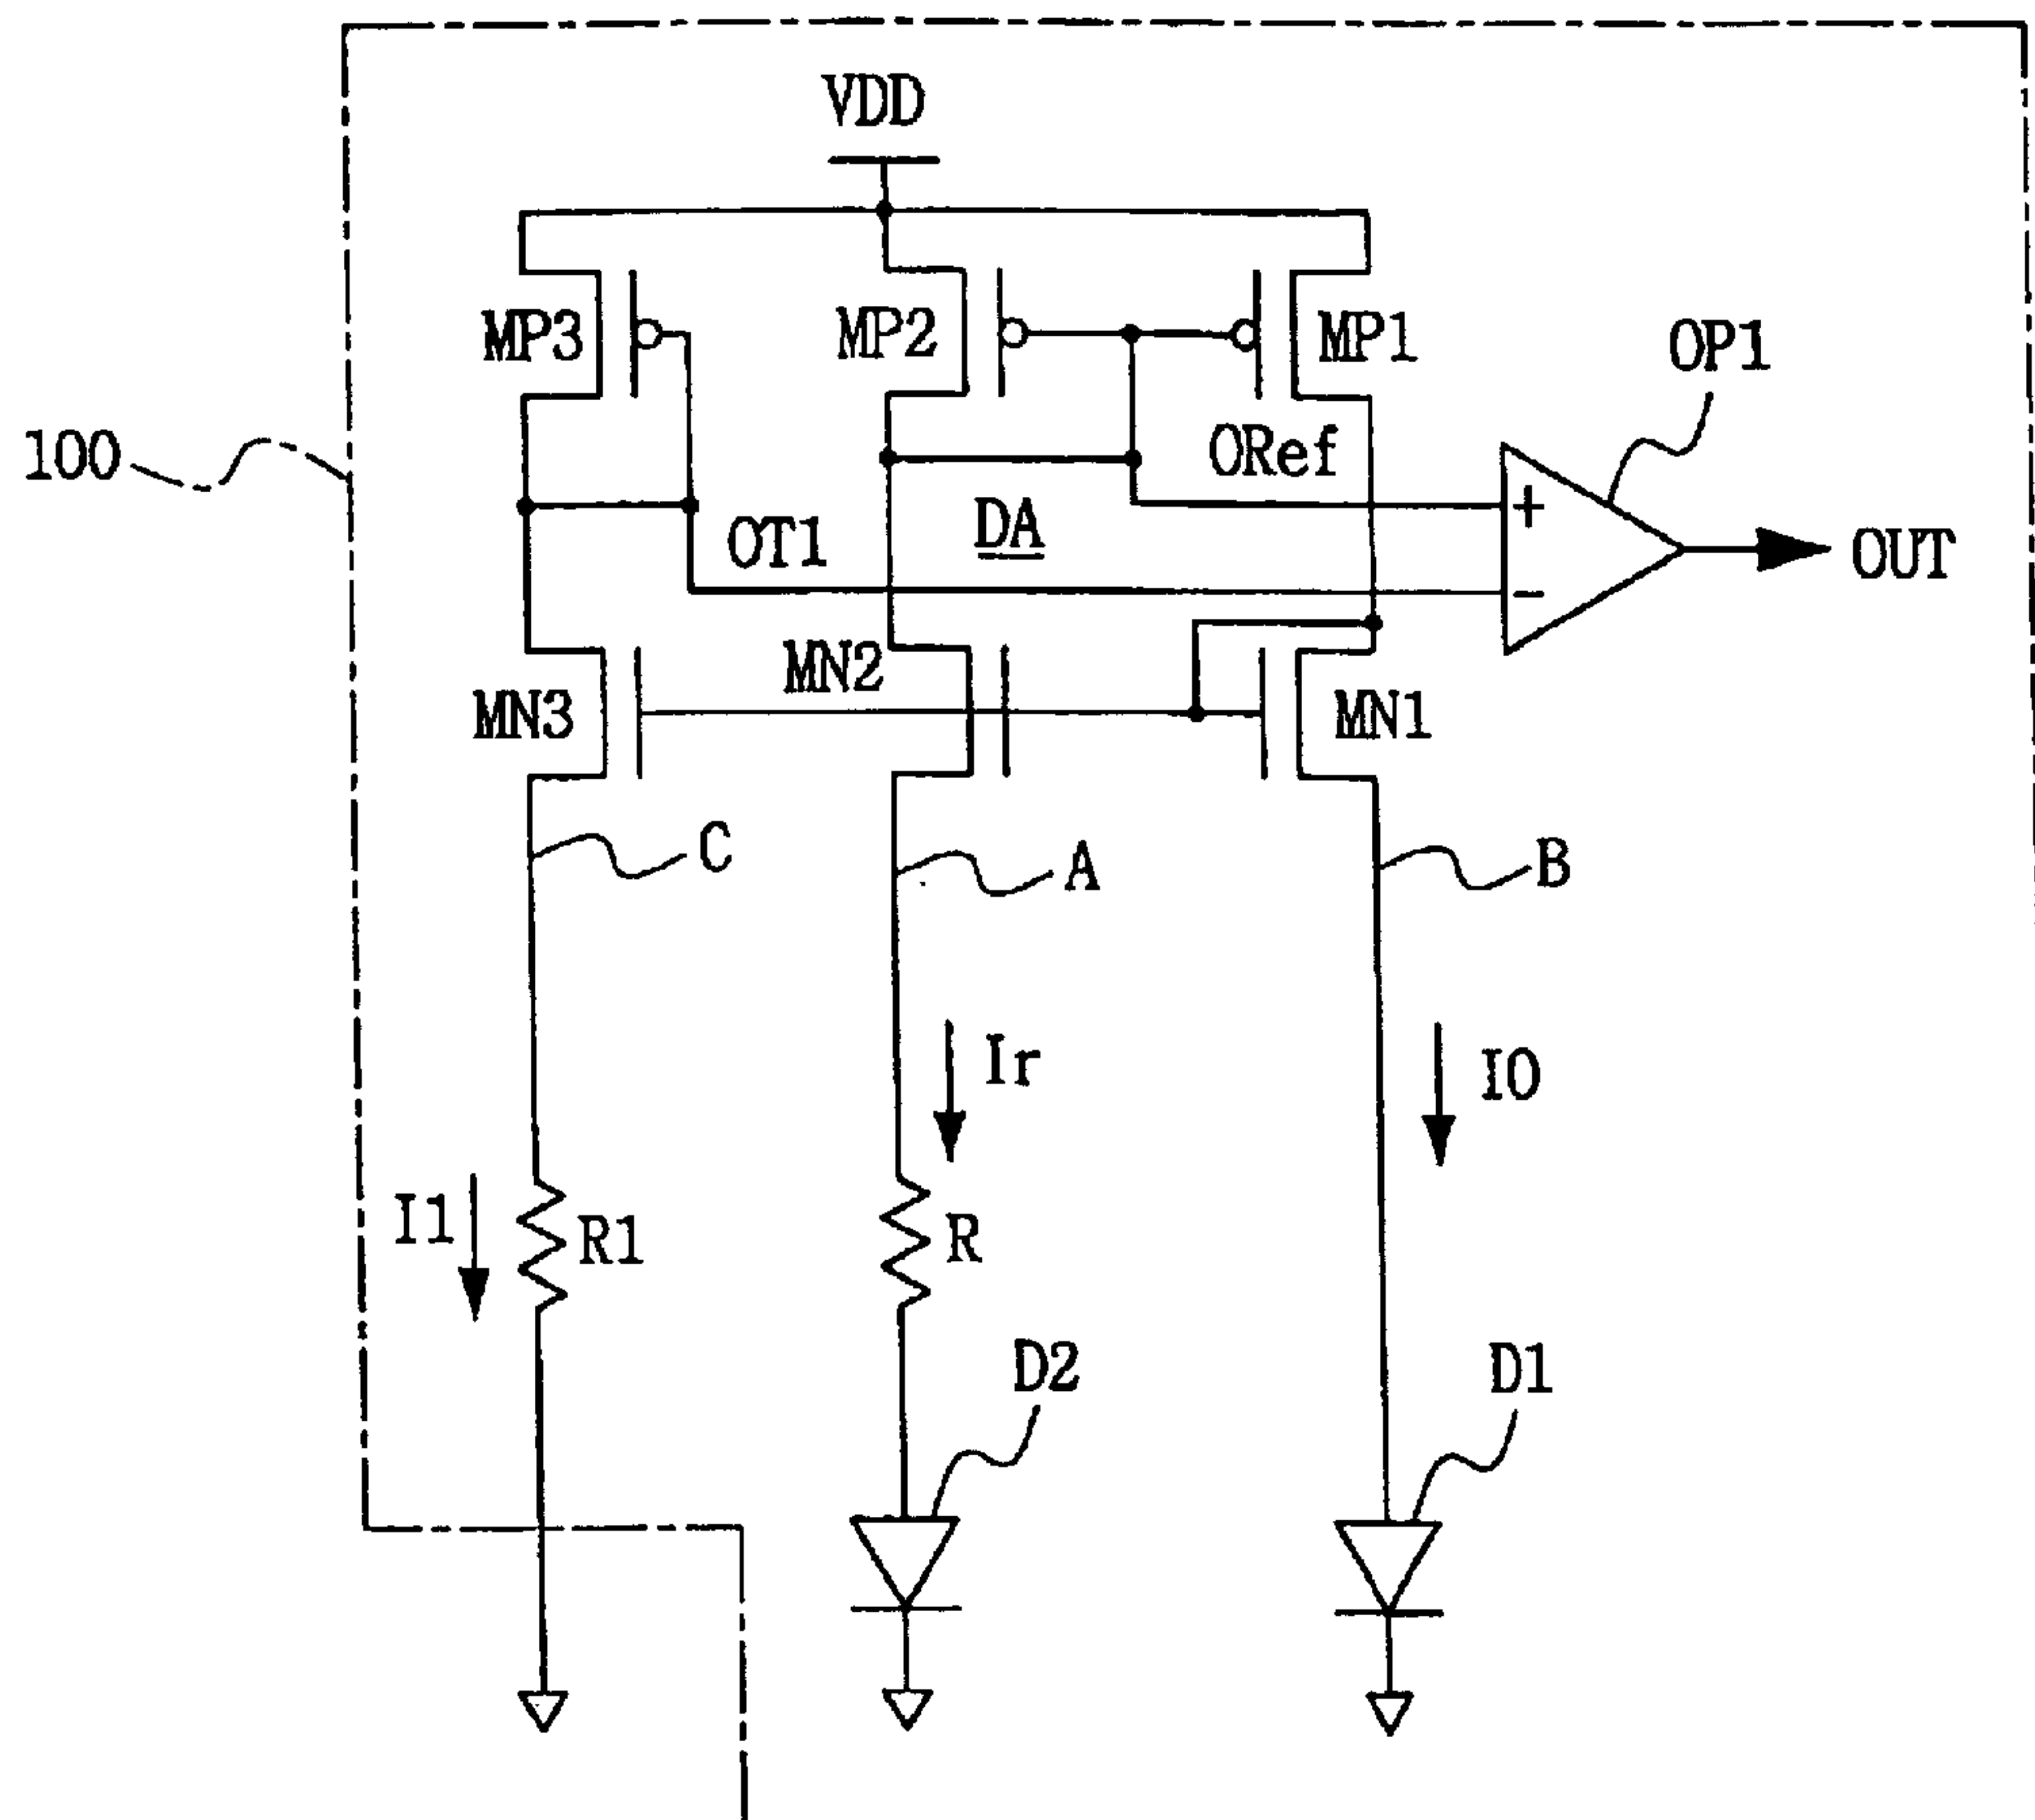 VDD
MP3
MP2
MP1
OP1
100
ORef
+
OT1
DA
OUT
-
MN2
MN3
MN1
C
A
B
Ir
I0
I1
R1
R
D2
D1